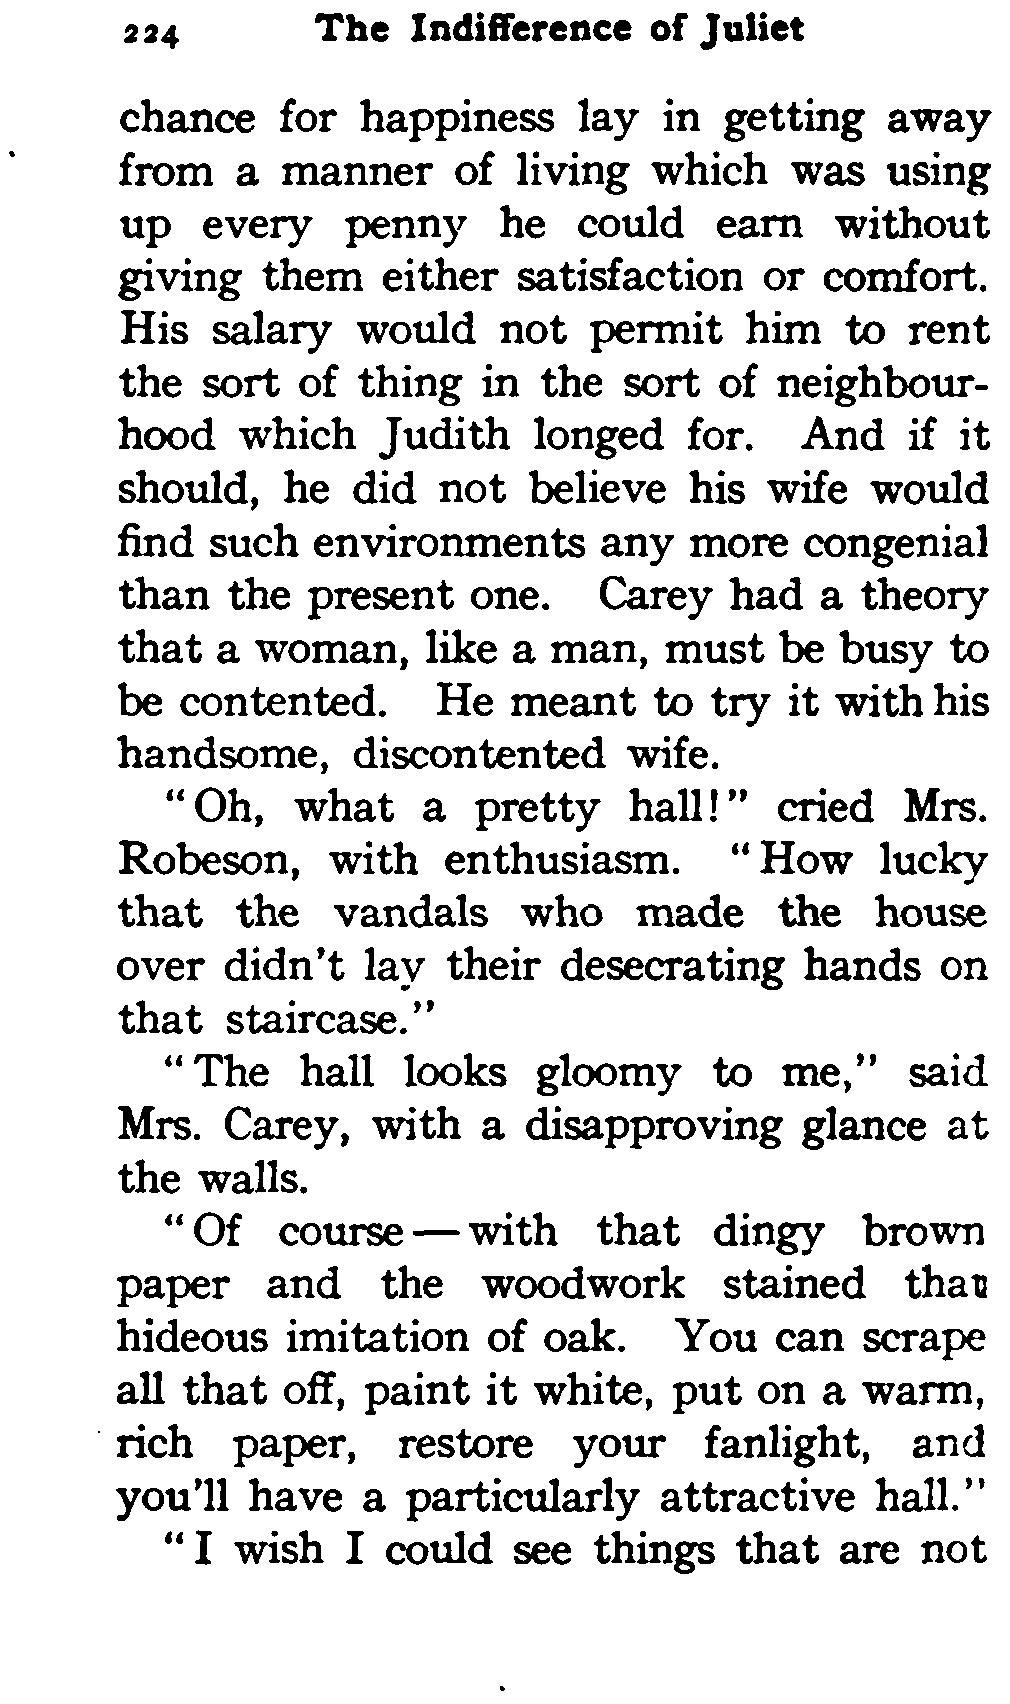 224 The Indifference of Juliet
chance for happiness lay in getting away
from a manner of living which was using
up every penny he could earn without
giving them either satisfaction or comfort.
His salary would not permit him to rent
the sort of thing in the sort of neighbour-
hood which Judith longed for. And if it
should, he did not believe his wife would
find such environments any more congenial
than the present one. Carey had a theory
that a woman, like a man, must be busy to
be contented. He meant to try it with his
handsome, discontented wife.
"Oh, what a pretty hall!" cried Mrs.
Robeson, with enthusiasm. "How lucky
that the vandals who made the house
over didn't lay their desecrating hands on
that staircase."
"The hall looks gloomy to me," said
Mrs. Carey, with a disapproving glance at
the walls.
"Of course—with that dingy brown
paper and the woodwork stained that
hideous imitation of oak. You can scrape
all that off, paint it white, put on a warm,
rich paper, restore your fanlight, and
you'll have a particularly attractive hall."
"I wish I could see things that are not